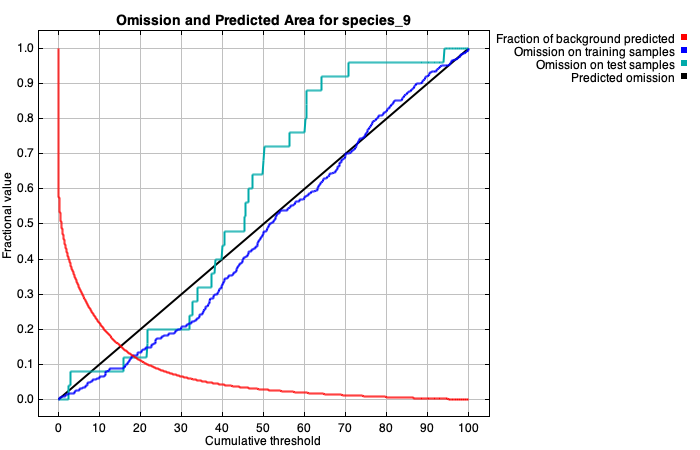 Omission and Predicted Area for species_9
Fraction of background predicted
Omission on training samples
Omission on test samples
Predicted omission
Fractional value
1.0
0.9
0.8
0.7
0.6
0.5
0.4
0.3
0.2
0.1
0.0
0 10 20 30 40 50 60 70 80 90 100
Cumulative threshold